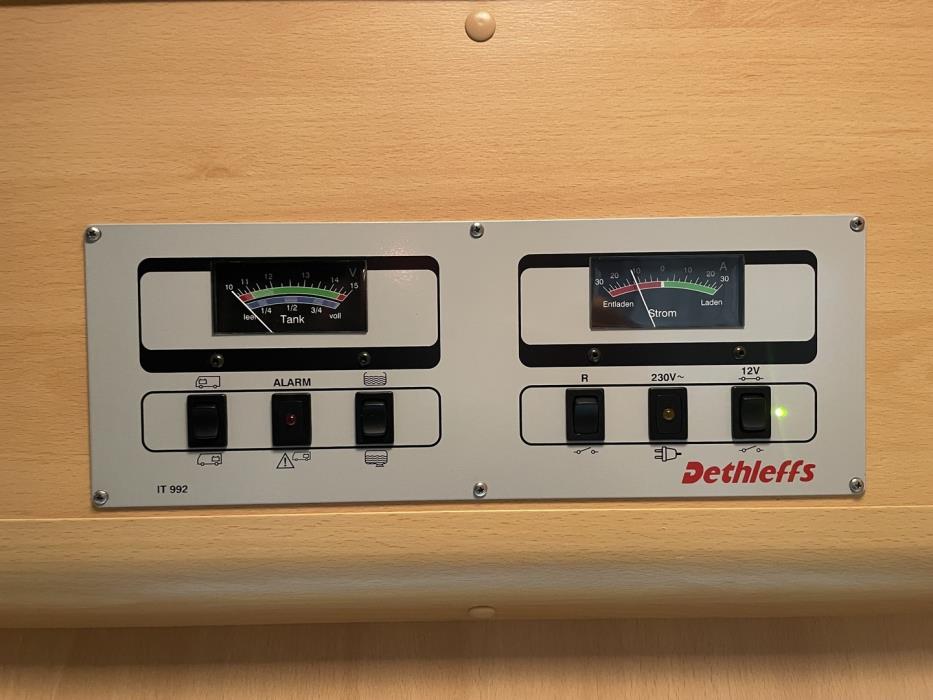 V
10 11 12 13 14 15
leer 1/4 1/2 3/4 voll
Tank
A
30 20 10 0 10 20 30
Entladen Laden
Strom
ALARM
R 230V~ 12V
IT 992
Dethleffs